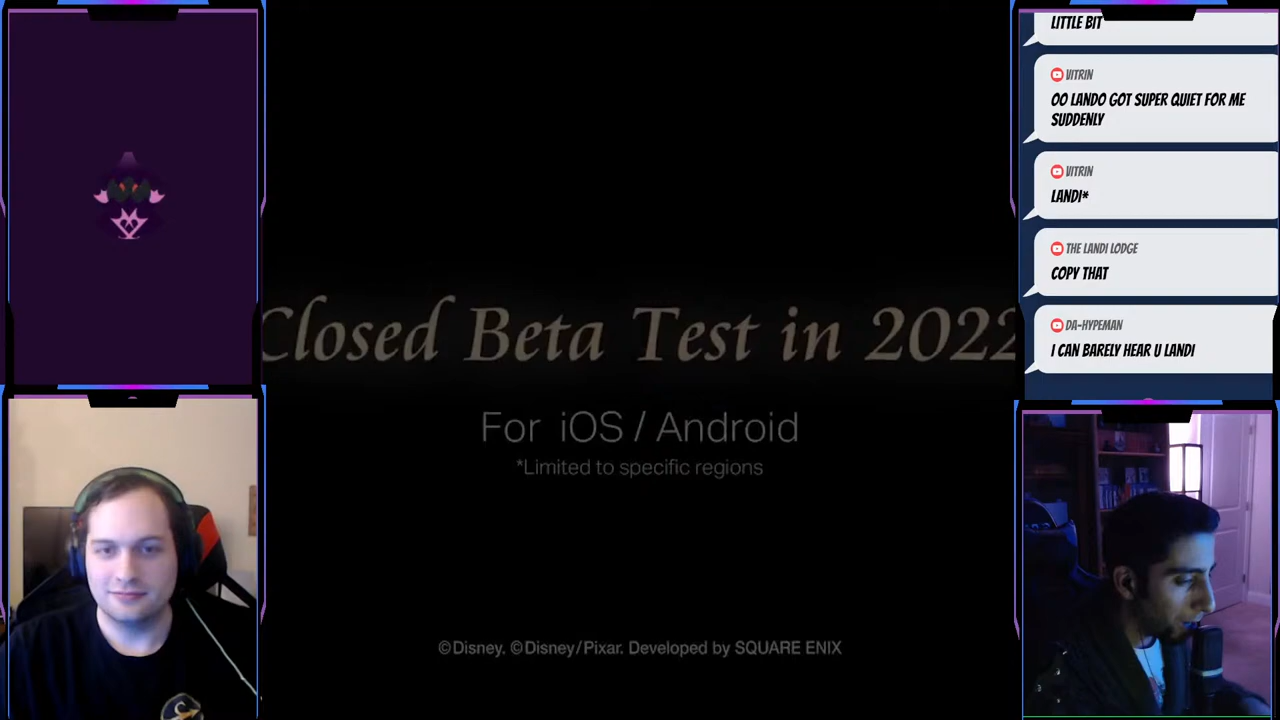 Closed Beta Test in 2022
For iOS / Android
*Limited to specific regions
©Disney. ©Disney/Pixar. Developed by SQUARE ENIX
LITTLE BIT
VITRIN
OO LANDO GOT SUPER QUIET FOR ME
SUDDENLY
VITRIN
LANDI*
THE LANDI LODGE
COPY THAT
DA-HYPEMAN
I CAN BARELY HEAR U LANDI